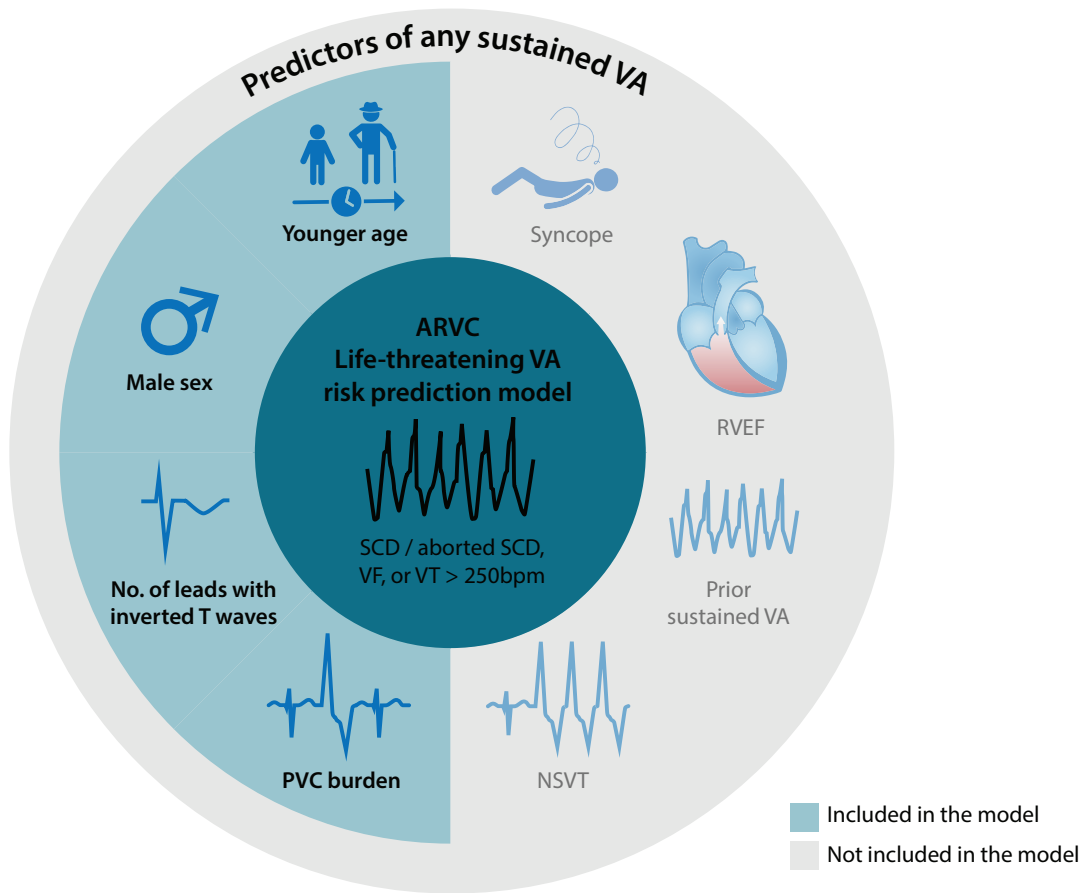 Predictors of any sustained VA
Younger age
Syncope
Male sex
ARVC
Life-threatening VA
risk prediction model
SCD / aborted SCD,
VF, or VT > 250bpm
RVEF
No. of leads with
inverted T waves
Prior
sustained VA
PVC burden
NSVT
Included in the model
Not included in the model